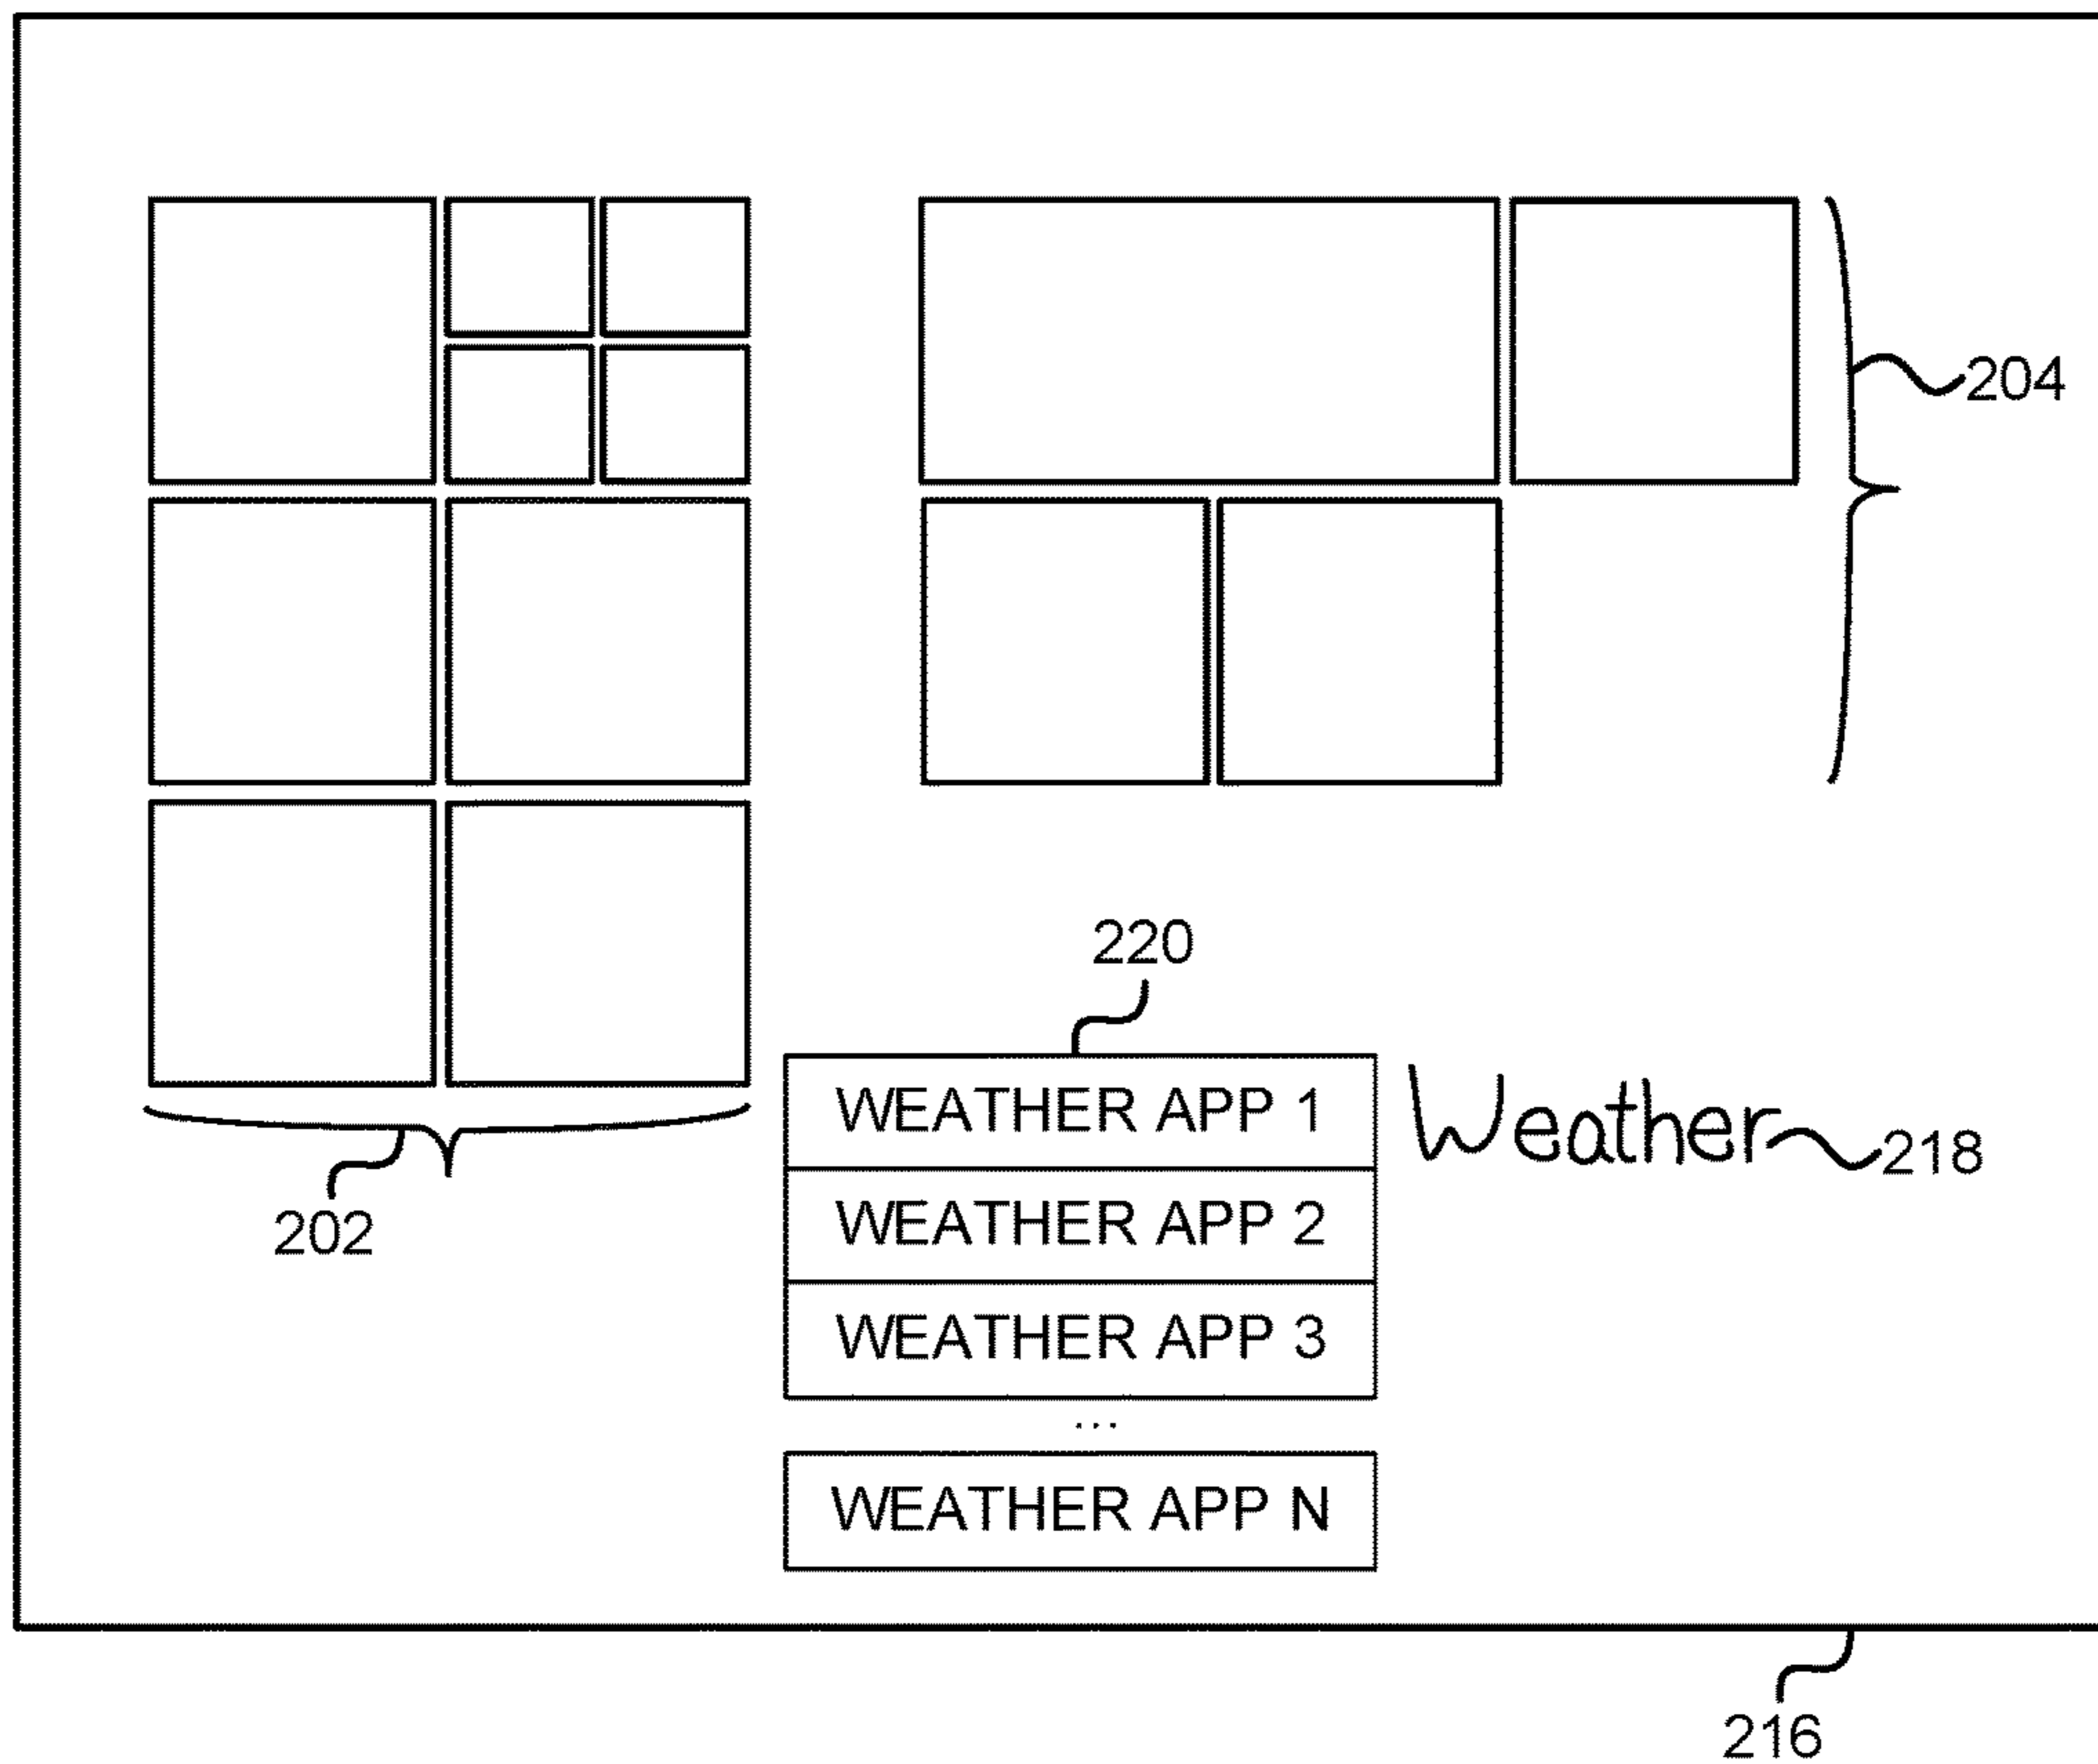 204
220
WEATHER APP 1
Weather 218
WEATHER APP 2
202
WEATHER APP 3
...
WEATHER APP N
216